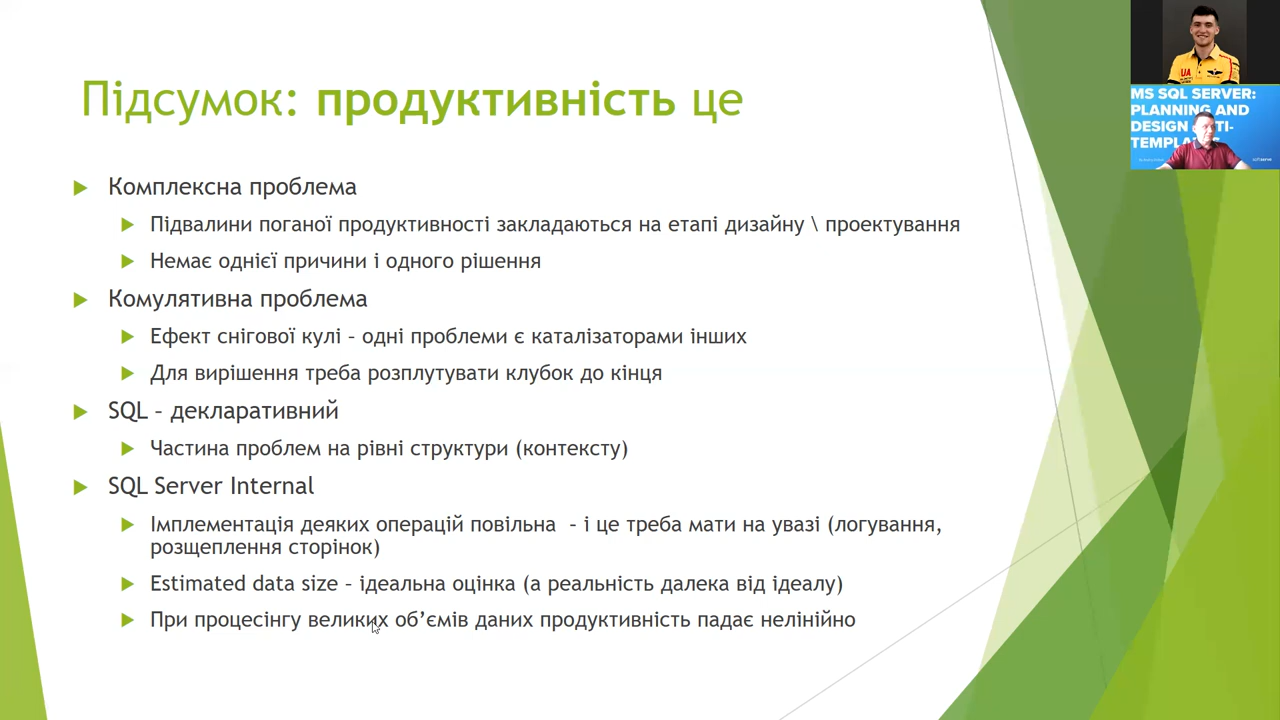 Підсумок: продуктивність це
Комплексна проблема
Підвалини поганої продуктивності закладаються на етапі дизайну \ проектування
Немає однієї причини і одного рішення
Комулятивна проблема
Ефект снігової кулі – одні проблеми є каталізаторами інших
Для вирішення треба розплутувати клубок до кінця
SQL – декларативний
Частина проблем на рівні структури (контексту)
SQL Server Internal
Імплементація деяких операцій повільна – і це треба мати на увазі (логування,
розщеплення сторінок)
Estimated data size – ідеальна оцінка (а реальність далека від ідеалу)
При процесінгу великих об’ємів даних продуктивність падає нелінійно
UA
MS SQL SERVER:
PLANNING AND
DESIGN